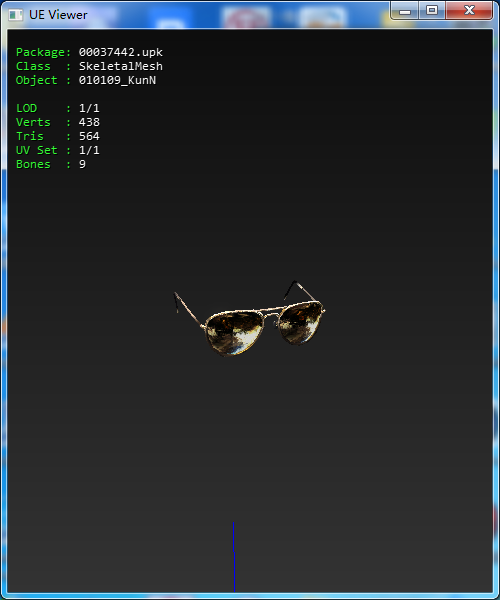 UE Viewer
Package: 00037442.upk
Class : SkeletalMesh
Object : 010109_KunN
LOD : 1/1
Verts : 438
Tris : 564
UV Set : 1/1
Bones : 9